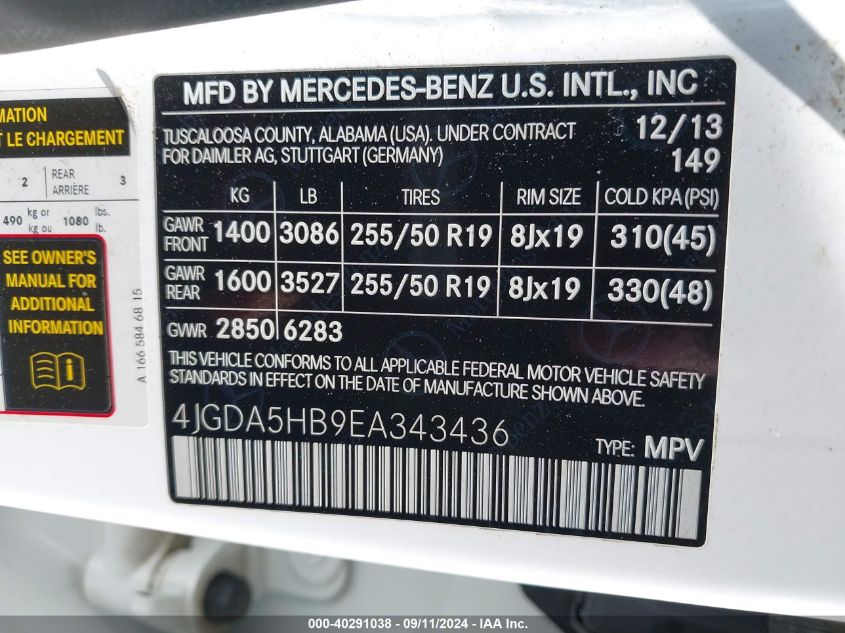 MFD BY MERCEDES-BENZ U.S. INTL., INC
TUSCALOOSA COUNTY, ALABAMA (USA). UNDER CONTRACT
FOR DAIMLER AG, STUTTGART (GERMANY)
12/13
149
KG LB TIRES RIM SIZE COLD KPA (PSI)
GAWR FRONT 1400 3086 255/50 R19 8Jx19 310(45)
GAWR REAR 1600 3527 255/50 R19 8Jx19 330(48)
GVWR 2850 6283
THIS VEHICLE CONFORMS TO ALL APPLICABLE FEDERAL MOTOR VEHICLE SAFETY
STANDARDS IN EFFECT ON THE DATE OF MANUFACTURE SHOWN ABOVE.
4JGDA5HB9EA343436
TYPE: MPV
MATION
T LE CHARGEMENT
2 REAR ARRIÈRE 3
490 kg or kg ou 1080 lbs. lb.
SEE OWNER'S
MANUAL FOR
ADDITIONAL
INFORMATION
A 166 584 68 15
000-40291038 - 09/11/2024 - IAA Inc.